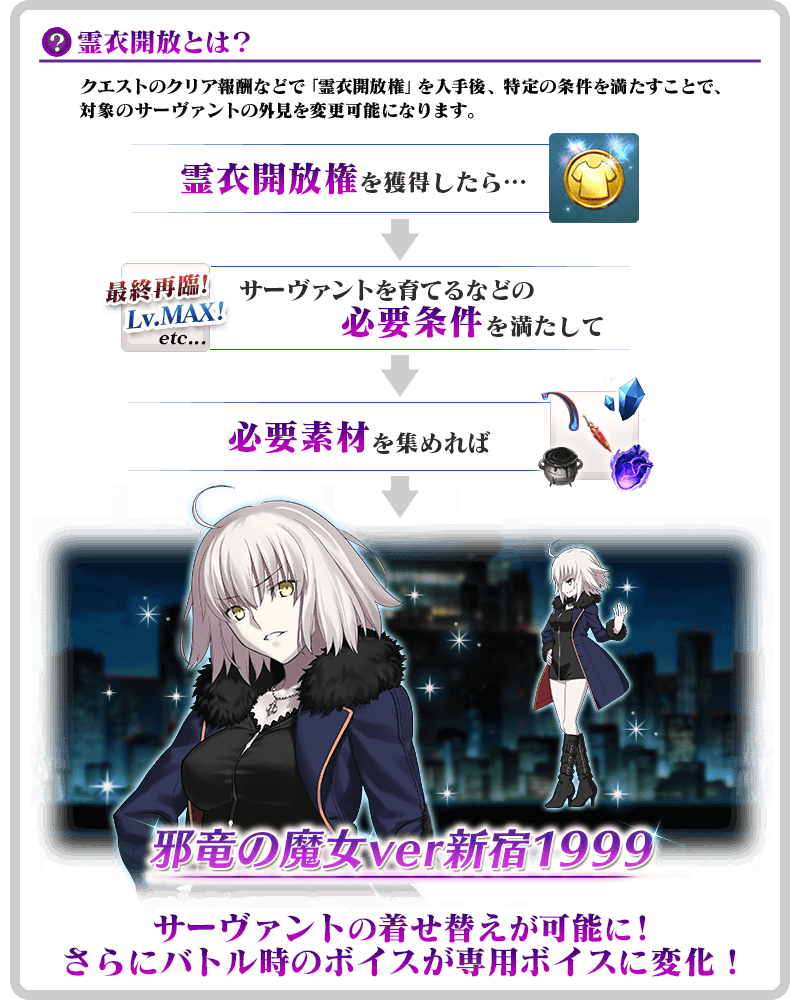 ?霊衣開放とは？
クエストのクリア報酬などで「霊衣開放権」を入手後、特定の条件を満たすことで、
対象のサーヴァントの外見を変更可能になります。
霊衣開放権を獲得したら…
最終再臨!
Lv.MAX!
etc...
サーヴァントを育てるなどの
必要条件を満たして
必要素材を集めれば
邪竜の魔女ver新宿1999
サーヴァントの着せ替えが可能に!
さらにバトル時のボイスが専用ボイスに変化！